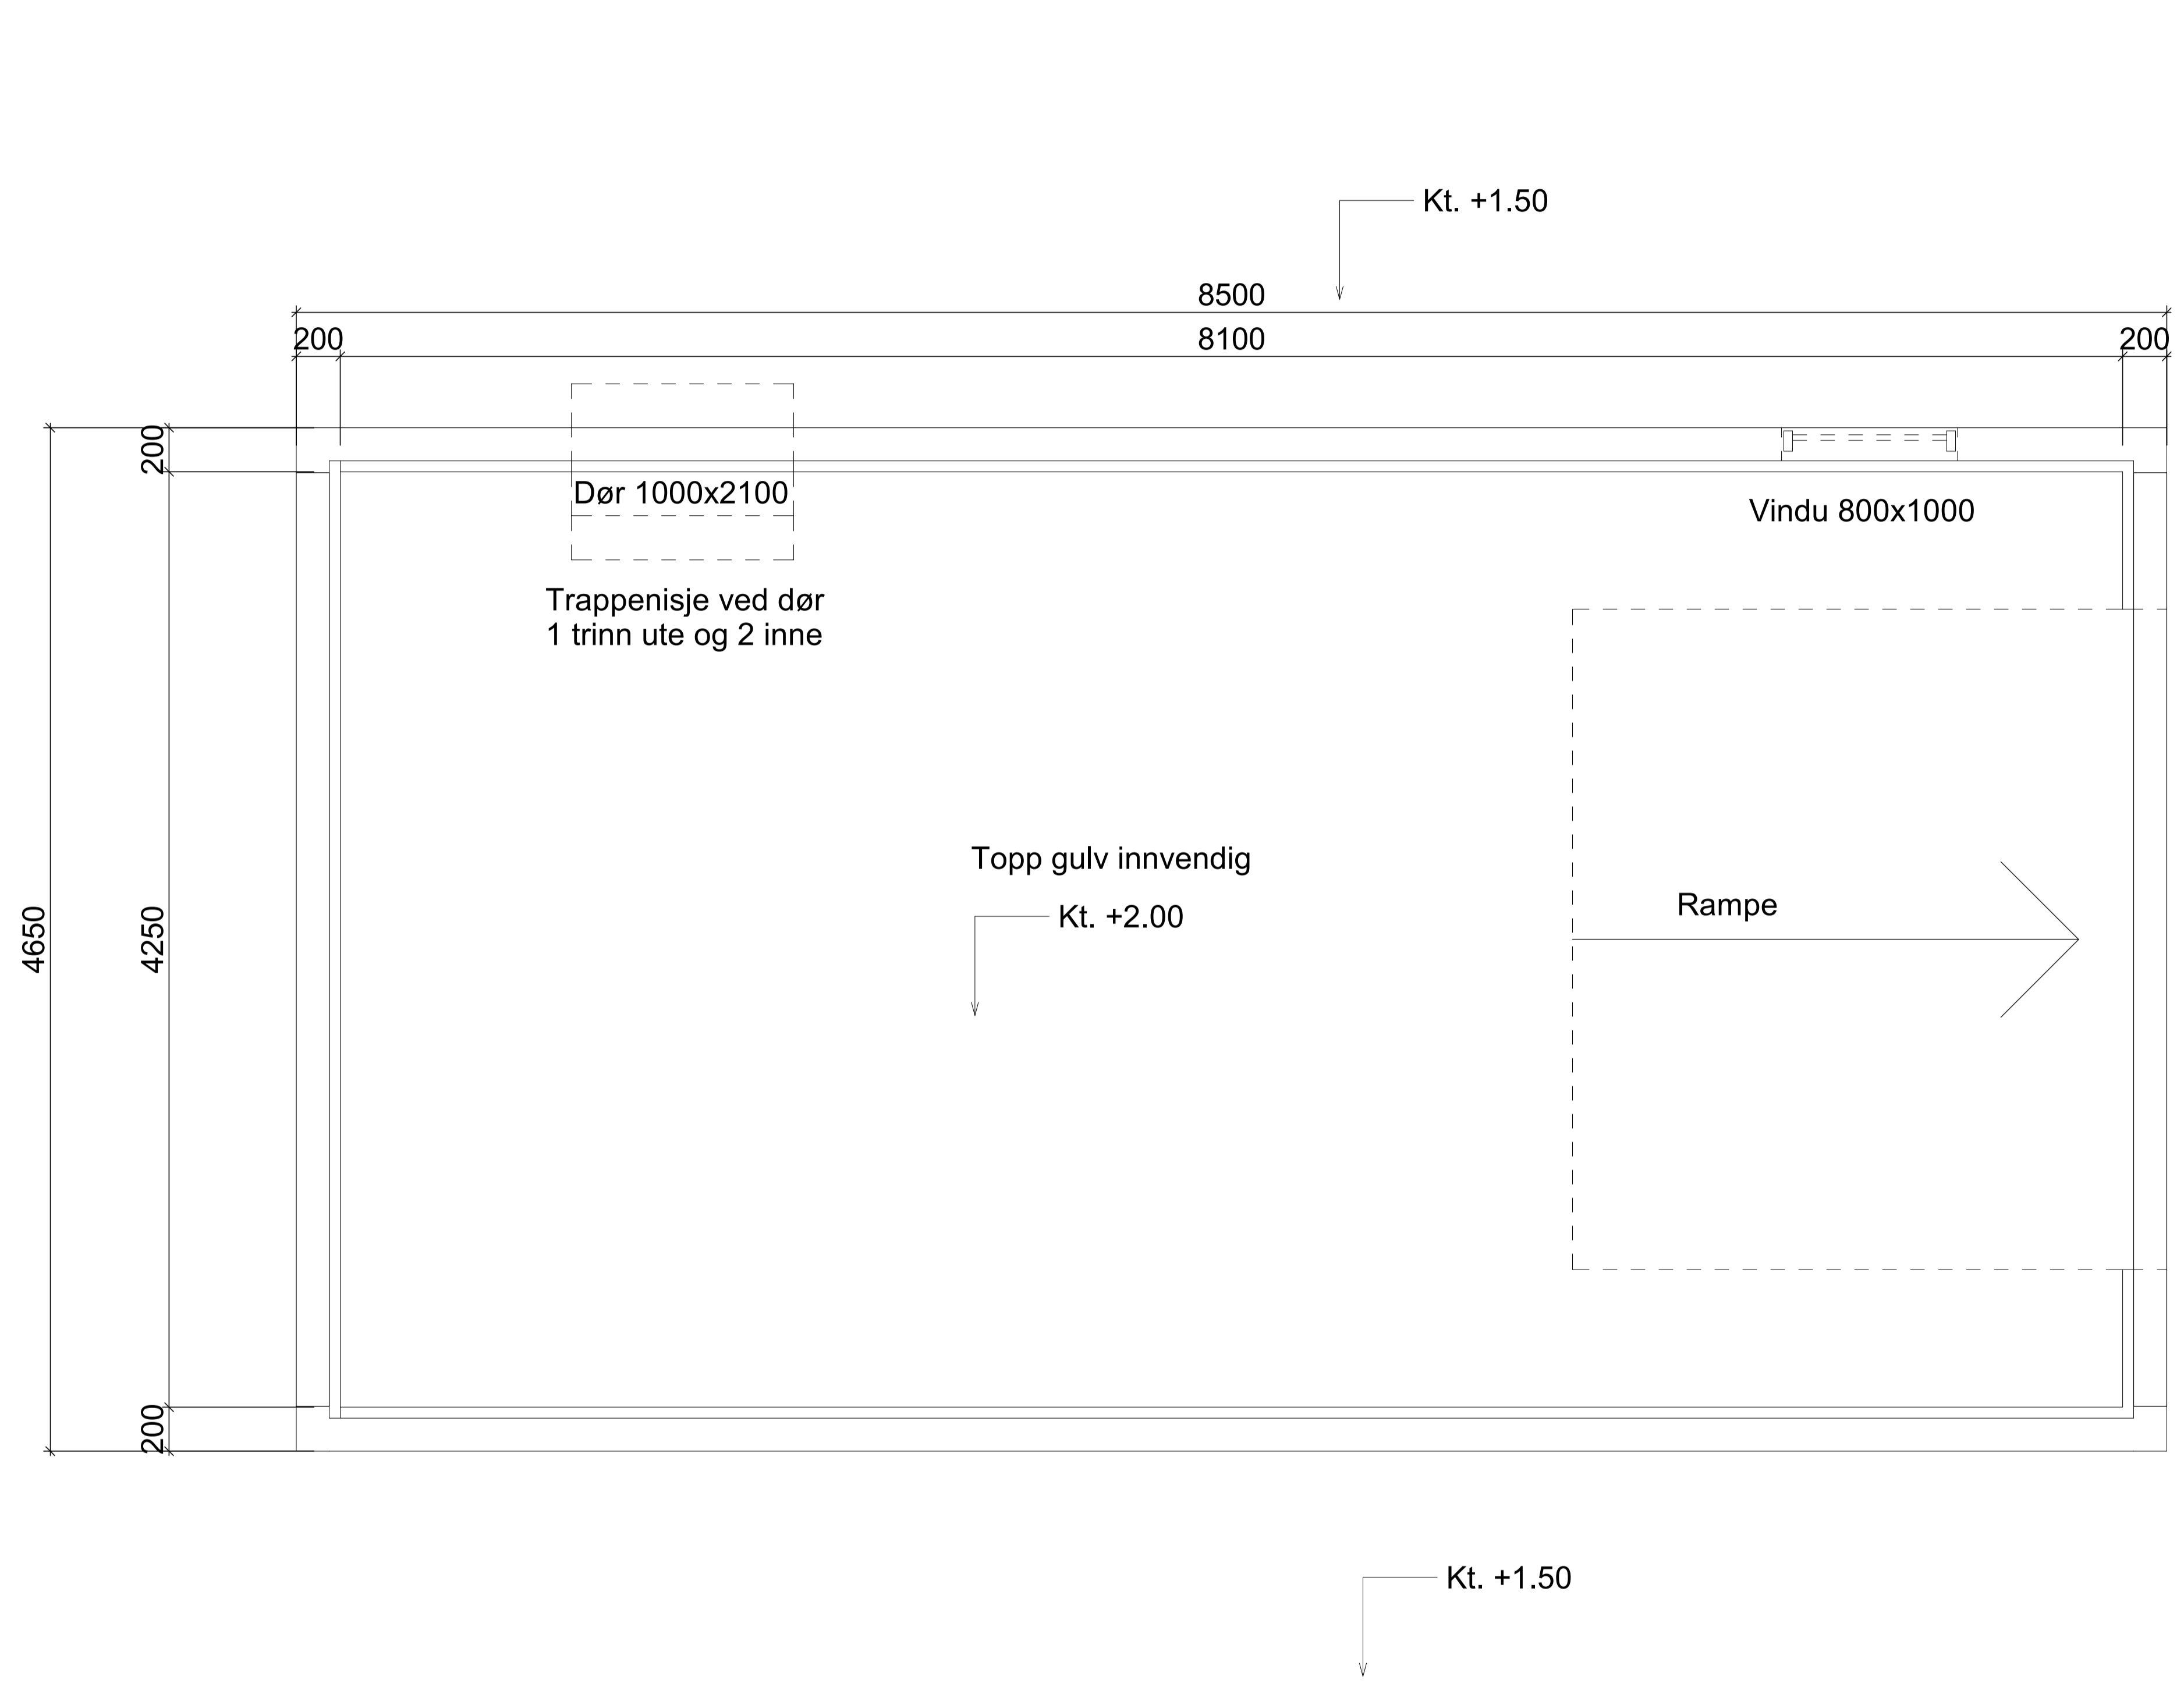 Kt. +1.50
8500
200
8100
200
200
Dør 1000x2100
Vindu 800x1000
Trappenisje ved dør
1 trinn ute og 2 inne
Topp gulv innvendig
Kt. +2.00
Rampe
4650
4250
200
Kt. +1.50